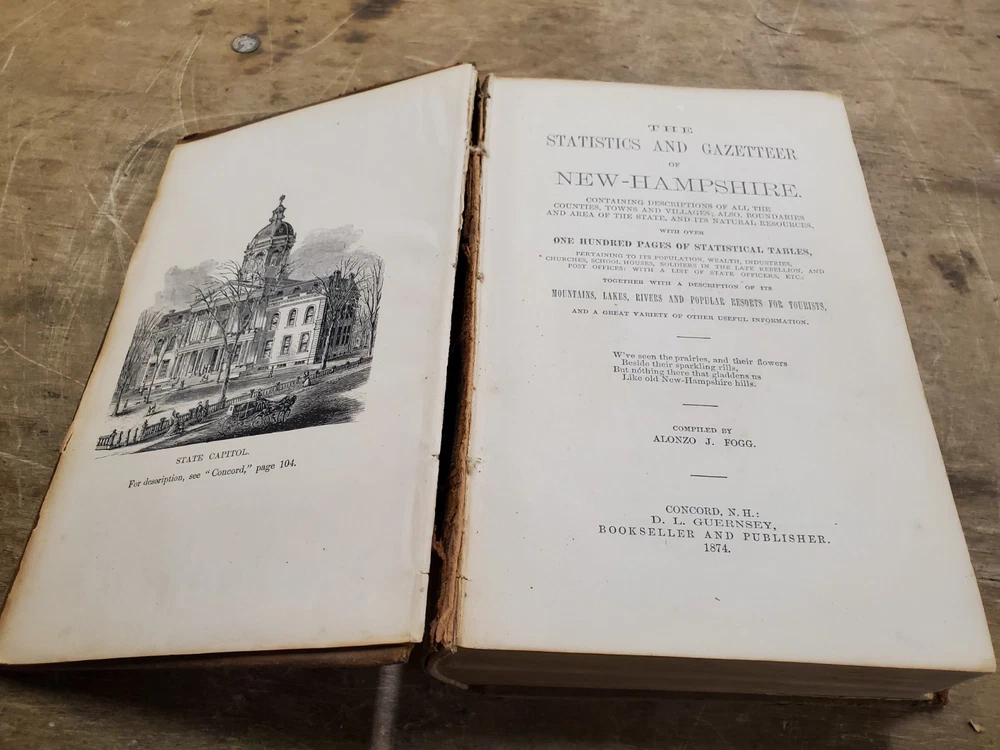 STATE CAPITOL.
For description, see "Concord," page 104.
THE
STATISTICS AND GAZETTEER
OF
NEW-HAMPSHIRE.
CONTAINING DESCRIPTIONS OF ALL THE
COUNTIES, TOWNS AND VILLAGES; ALSO, BOUNDARIES
AND AREA OF THE STATE, AND ITS NATURAL RESOURCES,
WITH OVER
ONE HUNDRED PAGES OF STATISTICAL TABLES,
PERTAINING TO ITS POPULATION, WEALTH, INDUSTRIES,
CHURCHES, SCHOOL HOUSES, SOLDIERS IN THE LATE REBELLION, AND
POST OFFICES: WITH A LIST OF STATE OFFICERS, ETC.:
TOGETHER WITH A DESCRIPTION OF ITS
MOUNTAINS, LAKES, RIVERS AND POPULAR RESORTS FOR TOURISTS,
AND A GREAT VARIETY OF OTHER USEFUL INFORMATION.
W've seen the prairies, and their flowers
Beside their sparkling rills,
But nothing there that gladdens us
Like old New-Hampshire hills.
COMPILED BY
ALONZO J. FOGG.
CONCORD, N. H.:
D. L. GUERNSEY,
BOOKSELLER AND PUBLISHER.
1874.